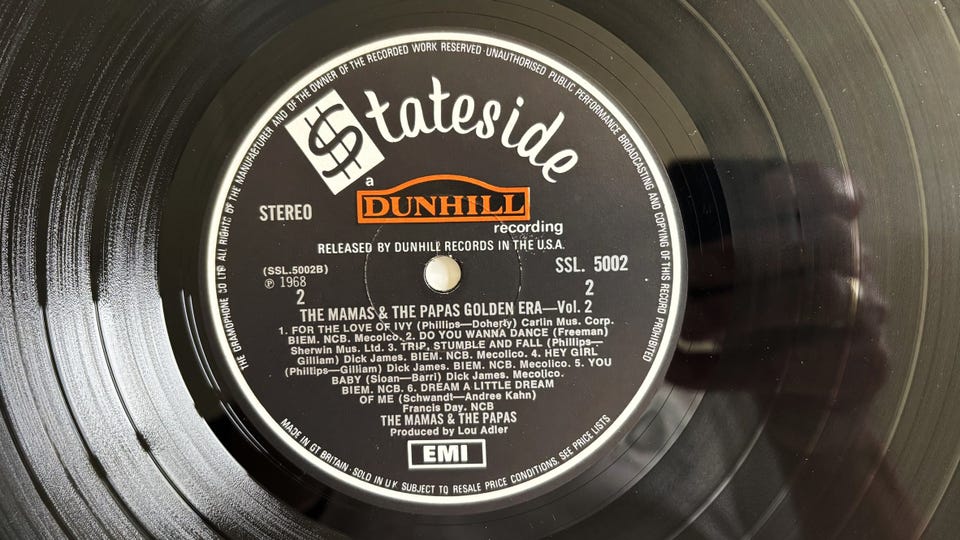 THE GRAMOPHONE CO LTD ALL RIGHTS OF THE MANUFACTURER AND OF THE OWNER OF THE RECORDED WORK RESERVED · UNAUTHORISED PUBLIC PERFORMANCE BROADCASTING AND COPYING OF THIS RECORD PROHIBITED
Stateside
a
DUNHILL
recording
STEREO
RELEASED BY DUNHILL RECORDS IN THE U.S.A.
(SSL.5002B)
SSL. 5002
℗ 1968
2
2
THE MAMAS & THE PAPAS GOLDEN ERA—Vol. 2
1. FOR THE LOVE OF IVY (Phillips—Doherty) Carlin Mus. Corp.
BIEM. NCB. Mecolco. 2. DO YOU WANNA DANCE (Freeman)
Sherwin Mus. Ltd. 3. TRIP, STUMBLE AND FALL (Phillips—
Gilliam) Dick James. BIEM. NCB. Mecolico. 4. HEY GIRL
(Phillips—Gilliam) Dick James. BIEM. NCB. Mecolico. 5. YOU
BABY (Sloan—Barri) Dick James. Mecolico.
BIEM. NCB. 6. DREAM A LITTLE DREAM
OF ME (Schwandt—Andree Kahn)
Francis Day. NCB
THE MAMAS & THE PAPAS
Produced by Lou Adler
EMI
MADE IN GT BRITAIN · SOLD IN U.K. SUBJECT TO RESALE PRICE CONDITIONS, SEE PRICE LISTS